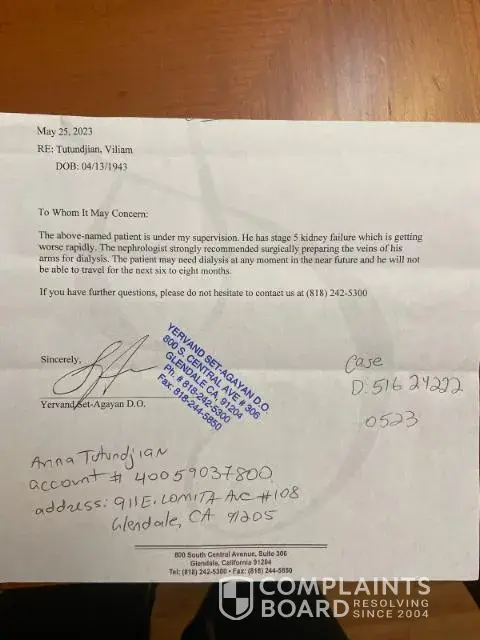 May 25, 2023
RE: Tutundjian, Viliam
DOB: 04/13/1943
To Whom It May Concern:
The above-named patient is under my supervision. He has stage 5 kidney failure which is getting
worse rapidly. The nephrologist strongly recommended surgically preparing the veins of his
arms for dialysis. The patient may need dialysis at any moment in the near future and he will not
be able to travel for the next six to eight months.
If you have further questions, please do not hesitate to contact us at (818) 242-5300
Sincerely,
Yervand Set-Agayan D.O.
YERVAND SET-AGAYAN D.O.
800 S. CENTRAL AVE # 306
GLENDALE CA, 91204
Ph. # 818-242-5300
Fax: 818-244-5850
Case
D:516 24222
0523
Anna Tutundjian
account # 40059037800
address: 911 E. LOMITA Ave #108
Glendale, CA 91205
800 South Central Avenue, Suite 306
Glendale, California 91204
Tel: (818) 242-5300 • Fax: (818) 244-5850
COMPLAINTS
BOARD RESOLVING
SINCE 2004